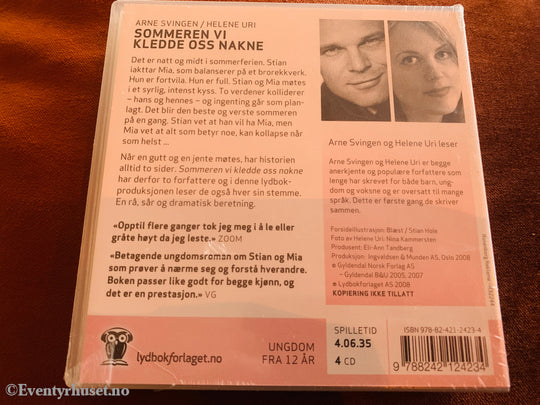 ARNE SVINGEN / HELENE URI
SOMMEREN VI
KLEDDE OSS NAKNE
Det er natt og midt i sommerferien. Stian
iakttar Mia, som balanserer på et brorekkverk.
Hun er fortvila. Hun er full. Stian og Mia møtes
i et syrlig, intenst kyss. To verdener kolliderer
– hans og hennes – og ingenting går som plan-
lagt. Det blir den beste og verste sommeren
på en gang. Stian vet at han vil ha Mia, men
Mia vet at alt som betyr noe, kan kollapse når
som helst ...
Når en gutt og en jente møtes, har historien
alltid to sider. Sommeren vi kledde oss nakne
har derfor to forfattere og i denne lydbok-
produksjonen leser de også hver sin stemme.
En rå, sår og dramatisk beretning.
«Opptil flere ganger tok jeg meg i å le eller
gråte høyt da jeg leste.» ZOOM
«Betagende ungdomsroman om Stian og Mia
som prøver å nærme seg og forstå hverandre.
Boken passer like godt for begge kjønn, og
det er en prestasjon.» VG
Arne Svingen og Helene Uri leser
Arne Svingen og Helene Uri er begge
anerkjente og populære forfattere som
lenge har skrevet for både barn, ung-
dom og voksne og er oversatt til mange
språk. Dette er første gang de skriver
sammen.
Forsideillustrasjon: Blæst / Stian Hole
Foto av Helene Uri: Nina Kammersten
Produsent: Eli-Ann Tandberg
Produksjon: Ingvaldsen & Munden AS, Oslo 2008
© Gyldendal Norsk Forlag AS
– Gyldendal B&U 2005; 2007
℗ Lydbokforlaget AS 2008
KOPIERING IKKE TILLATT
lydbokforlaget.no
UNGDOM
FRA 12 ÅR
SPILLETID
4.06.35
4 CD
ISBN 978-82-421-2423-4
9 788242 124234
©Eventyrhuset.no